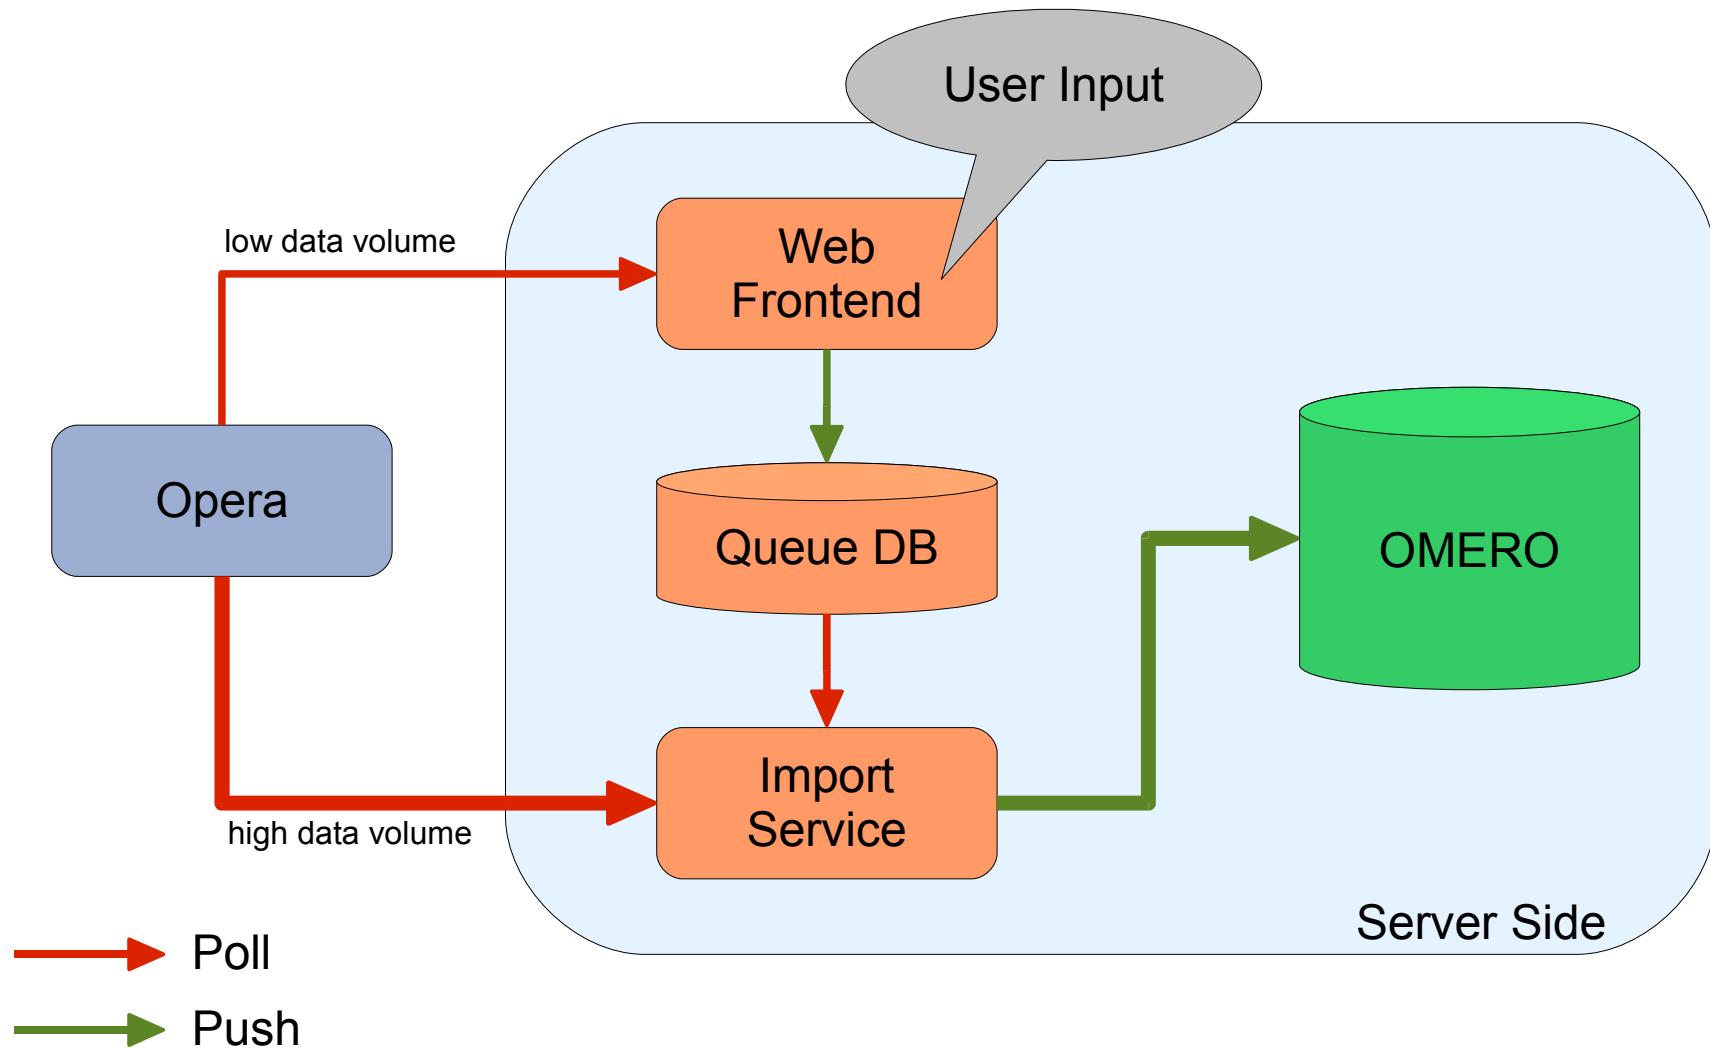 User Input
low data volume
Web
Frontend
Opera
Queue DB
OMERO
Import
Service
high data volume
Server Side
Poll
Push